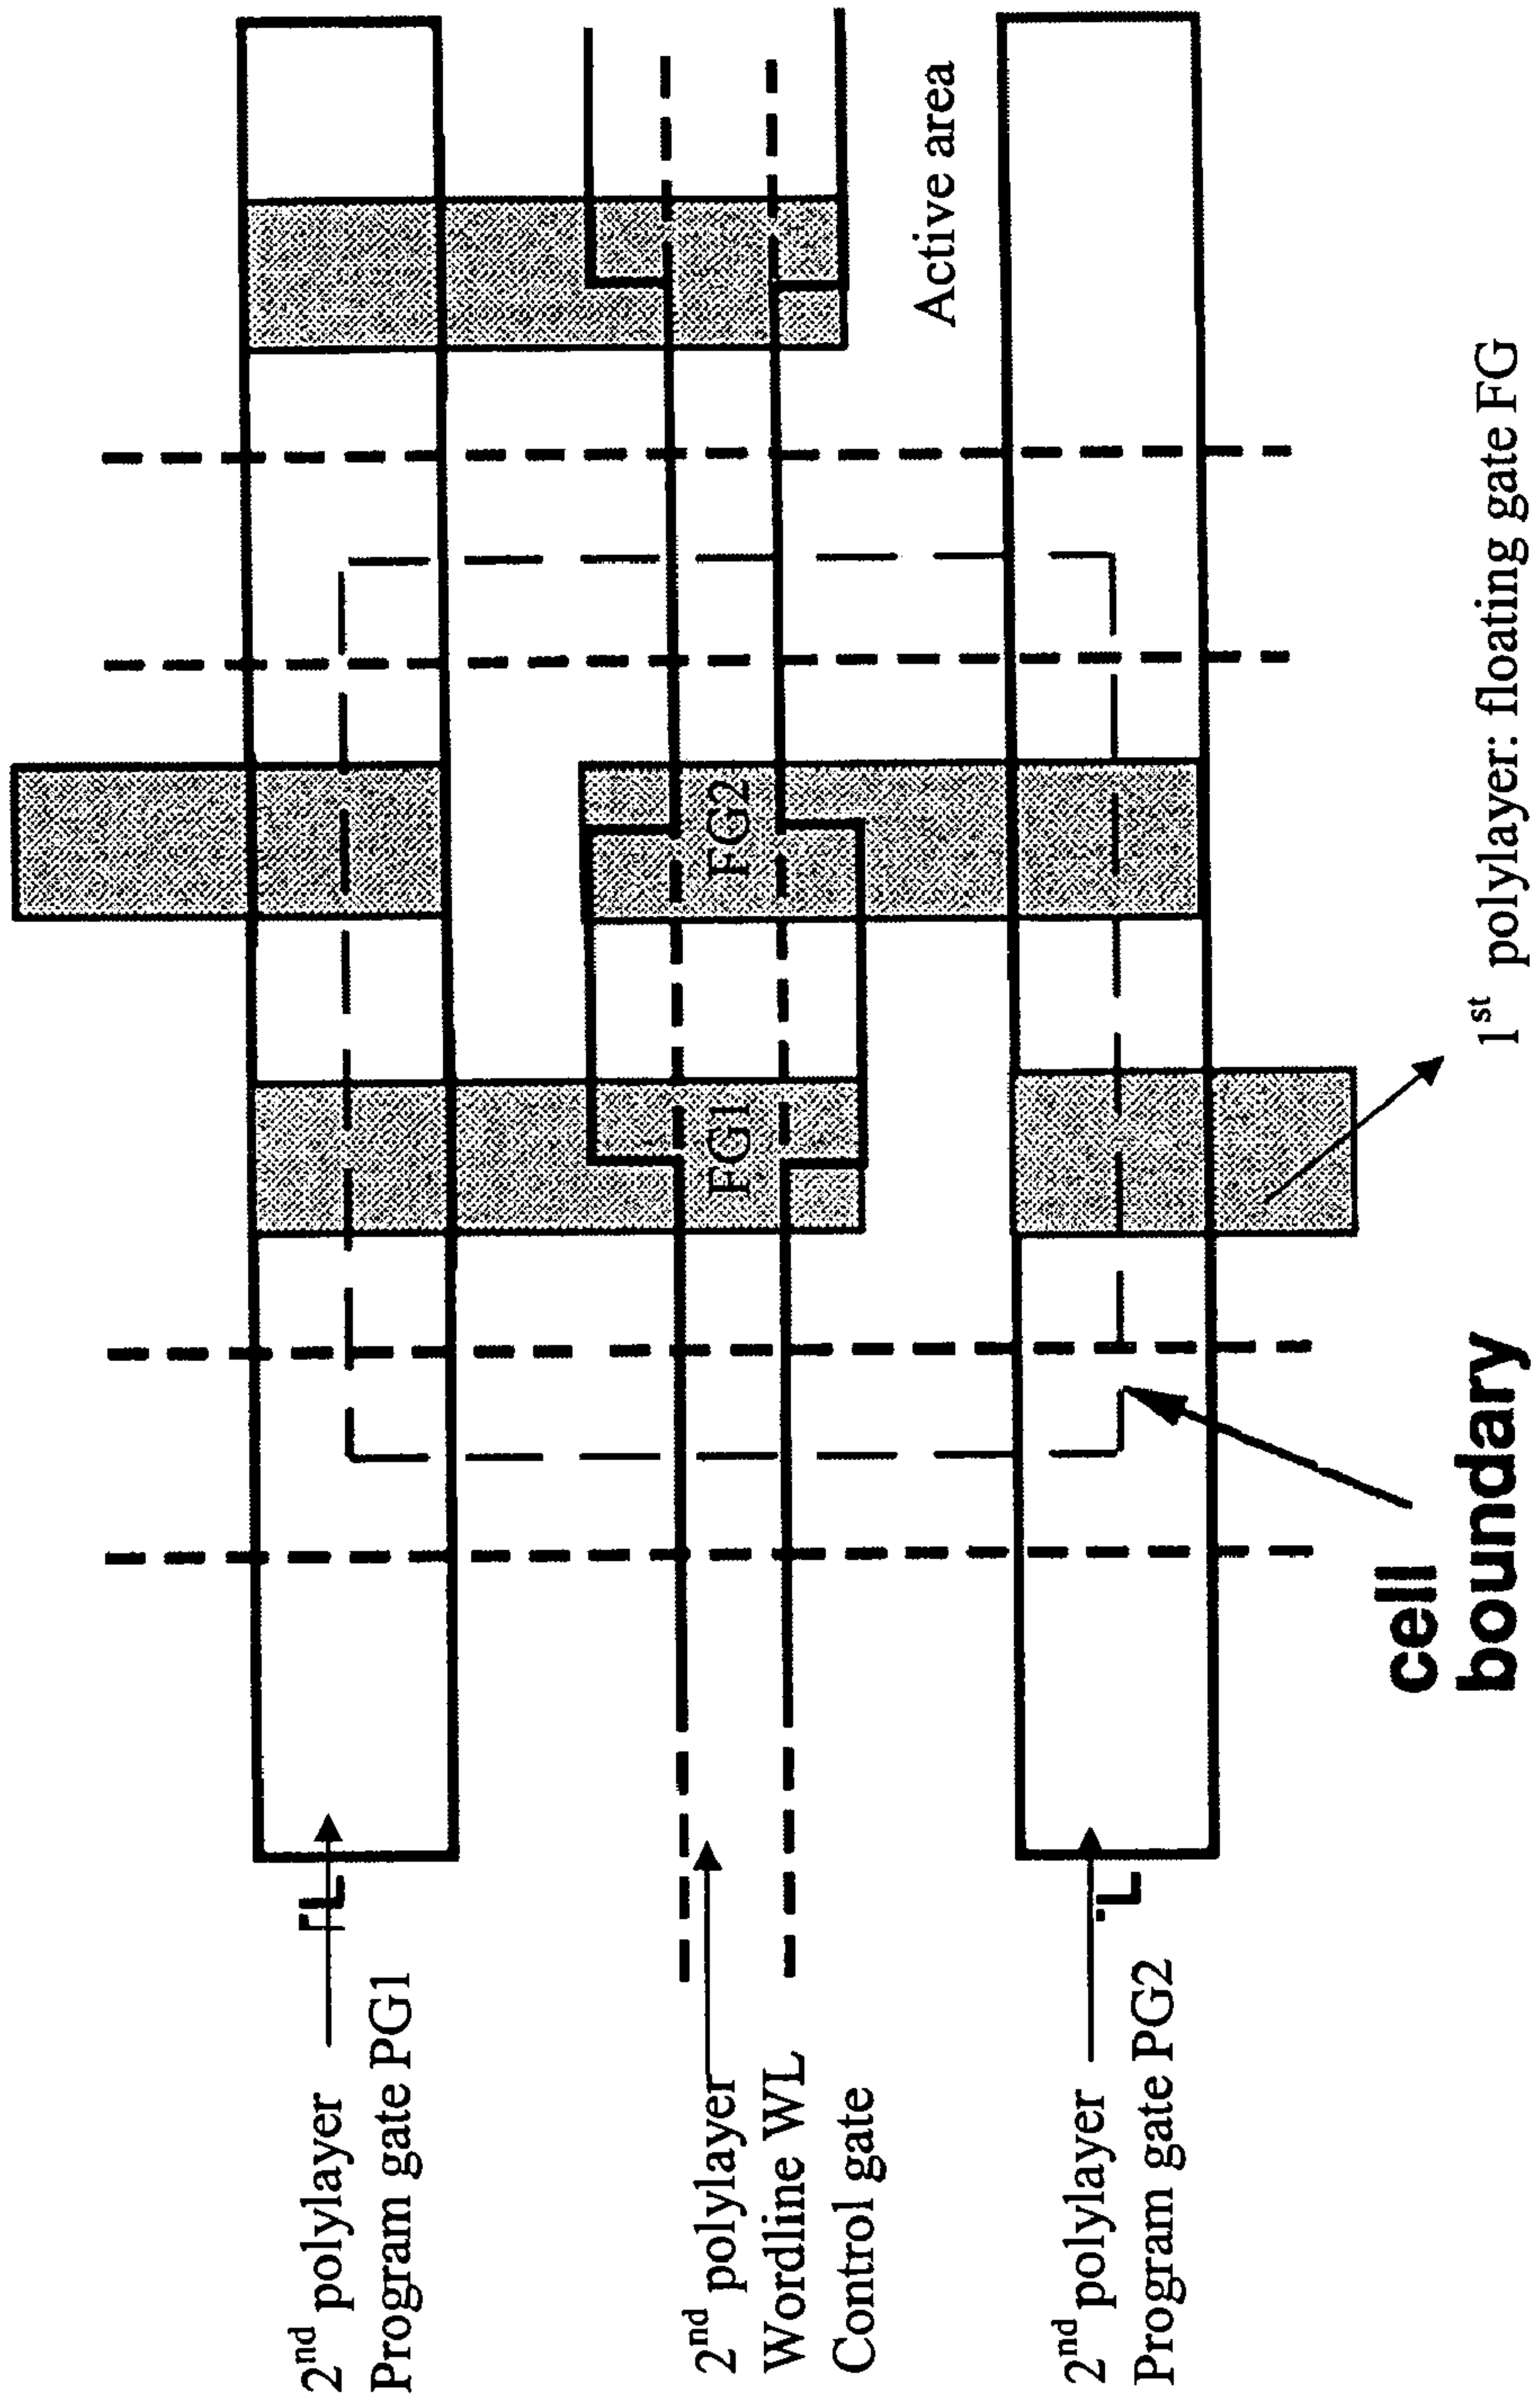 2nd polylayer
Program gate PG1
2nd polylayer
Wordline WL
Control gate
2nd polylayer
Program gate PG2
FG1
FG2
Active area
cell
boundary
1st polylayer: floating gate FG